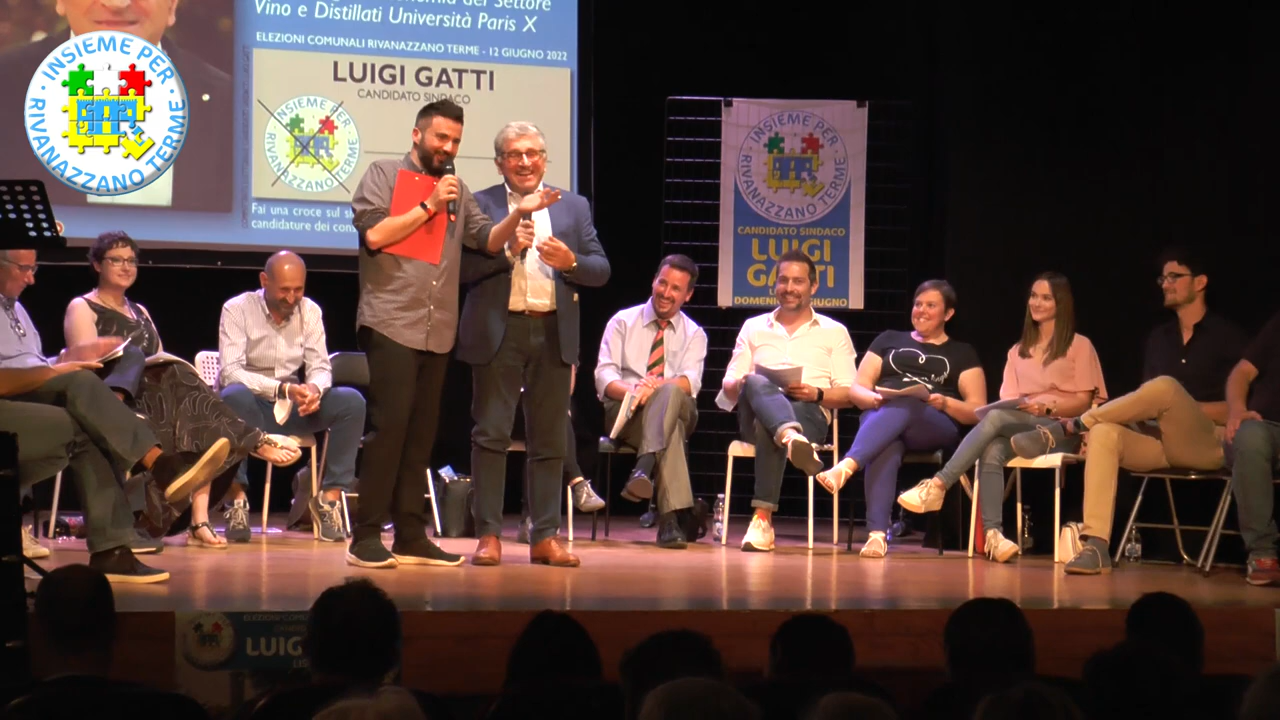 INSIEME PER
RIVANAZZANO TERME
del Settore
Vino e Distillati Università Paris X
ELEZIONI COMUNALI RIVANAZZANO TERME - 12 GIUGNO 2022
LUIGI GATTI
CANDIDATO SINDACO
INSIEME PER
RIVANAZZANO TERME
Fai una croce sul
candidature dei
INSIEME PER
RIVANAZZANO TERME
CANDIDATO SINDACO
LUIGI
GATTI
GIUGNO
LUIG